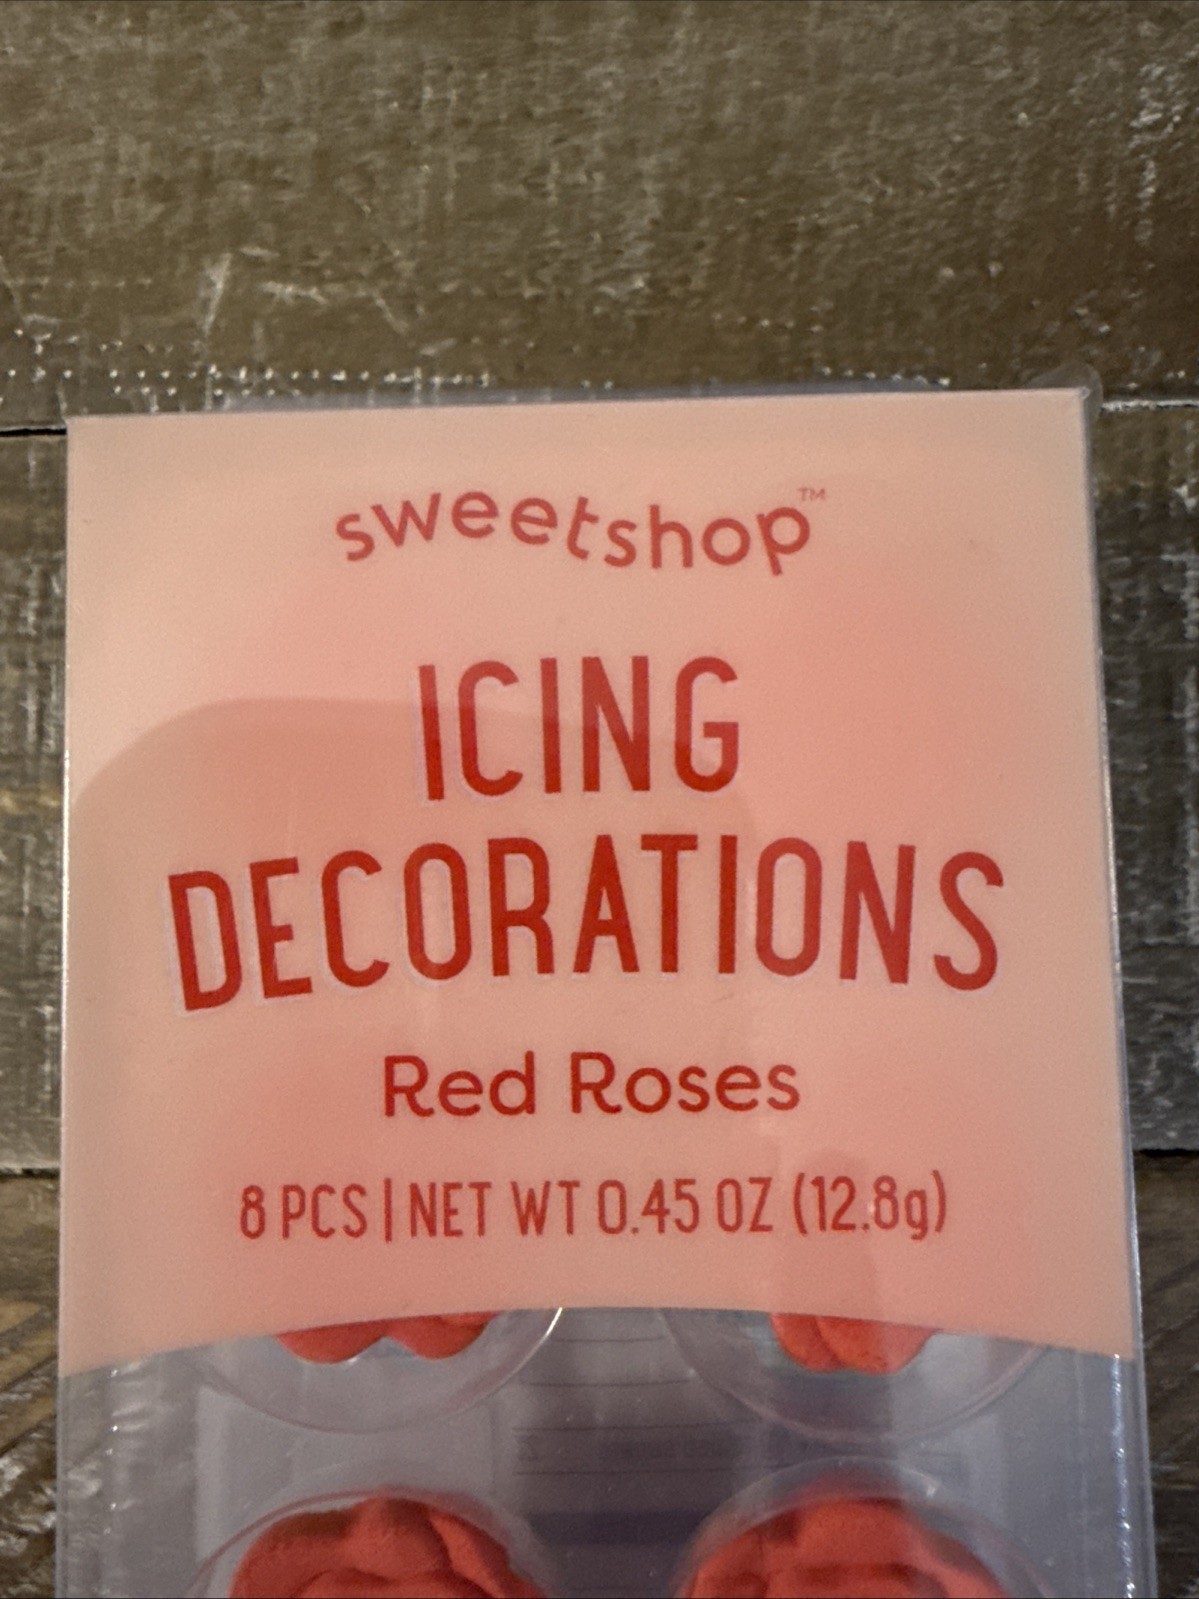 sweetshop™
ICING
DECORATIONS
Red Roses
8 PCS | NET WT 0.45 OZ (12.8g)